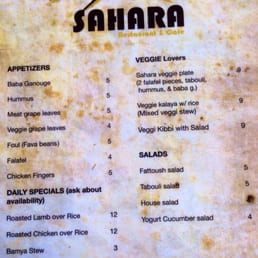 SAHARA
Restaurant & Cafe
APPETIZERS
Baba Ganouge 5
Hummus 5
Meat grape leaves 5
Veggie grape leaves 4
Foul (Fava beans) 5
Falafel 4
Chicken Fingers 5
DAILY SPECIALS (ask about
availability)
Roasted Lamb over Rice 12
Roasted Chicken over Rice 12
Bamya Stew 3
VEGGIE Lovers
Sahara veggie plate 9
(2 falafel pieces, tabouli,
hummus, & baba g.)
Veggie kalaya w/ rice 9
(Mixed veggi stew)
Veggi Kibbi with Salad 9
SALADS
Fattoush salad 5
Tabouli salad 5
House salad 4
Yogurt Cucumber salad 4